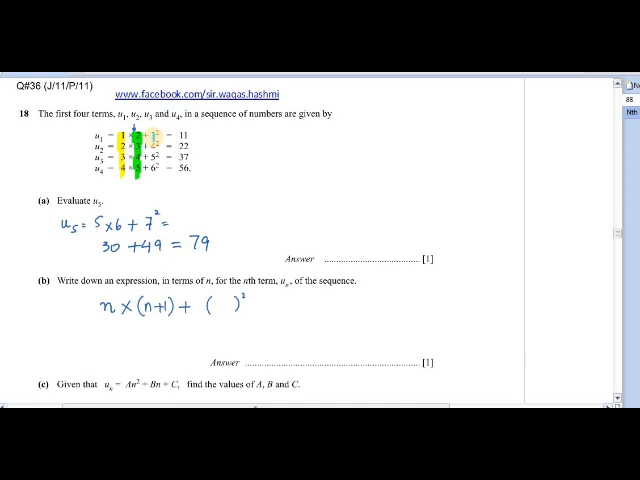 Q#36 (J/11/P/11)
www.facebook.com/sir.waqas.hashmi
18 The first four terms, u₁, u₂, u₃ and u₄, in a sequence of numbers are given by
u₁ = 1 × 2 + 3² = 11
u₂ = 2 × 3 + 4² = 22
u₃ = 3 × 4 + 5² = 37
u₄ = 4 × 5 + 6² = 56.
(a) Evaluate u₅.
u₅ = 5 × 6 + 7² =
30 + 49 = 79
Answer ........................................ [1]
(b) Write down an expression, in terms of n, for the nth term, uₙ, of the sequence.
n × (n+1) + ( )²
Answer ........................................ [1]
(c) Given that uₙ = An² + Bn + C, find the values of A, B and C.
88
Nth